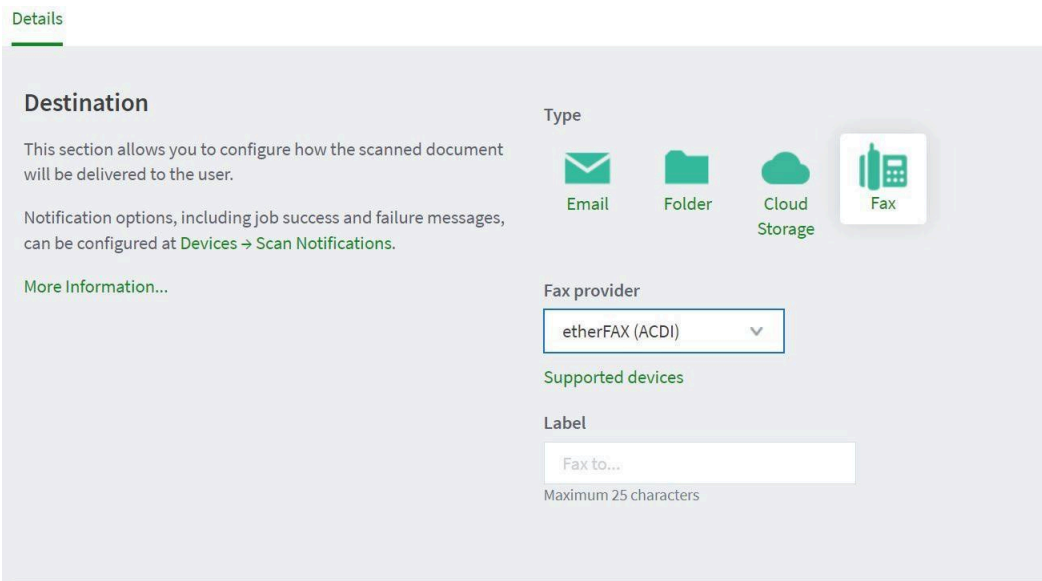 Details
Destination
This section allows you to configure how the scanned document
will be delivered to the user.
Notification options, including job success and failure messages,
can be configured at Devices → Scan Notifications.
More Information...
Type
Email
Folder
Cloud
Storage
Fax
Fax provider
etherFAX (ACDI)
Supported devices
Label
Fax to...
Maximum 25 characters